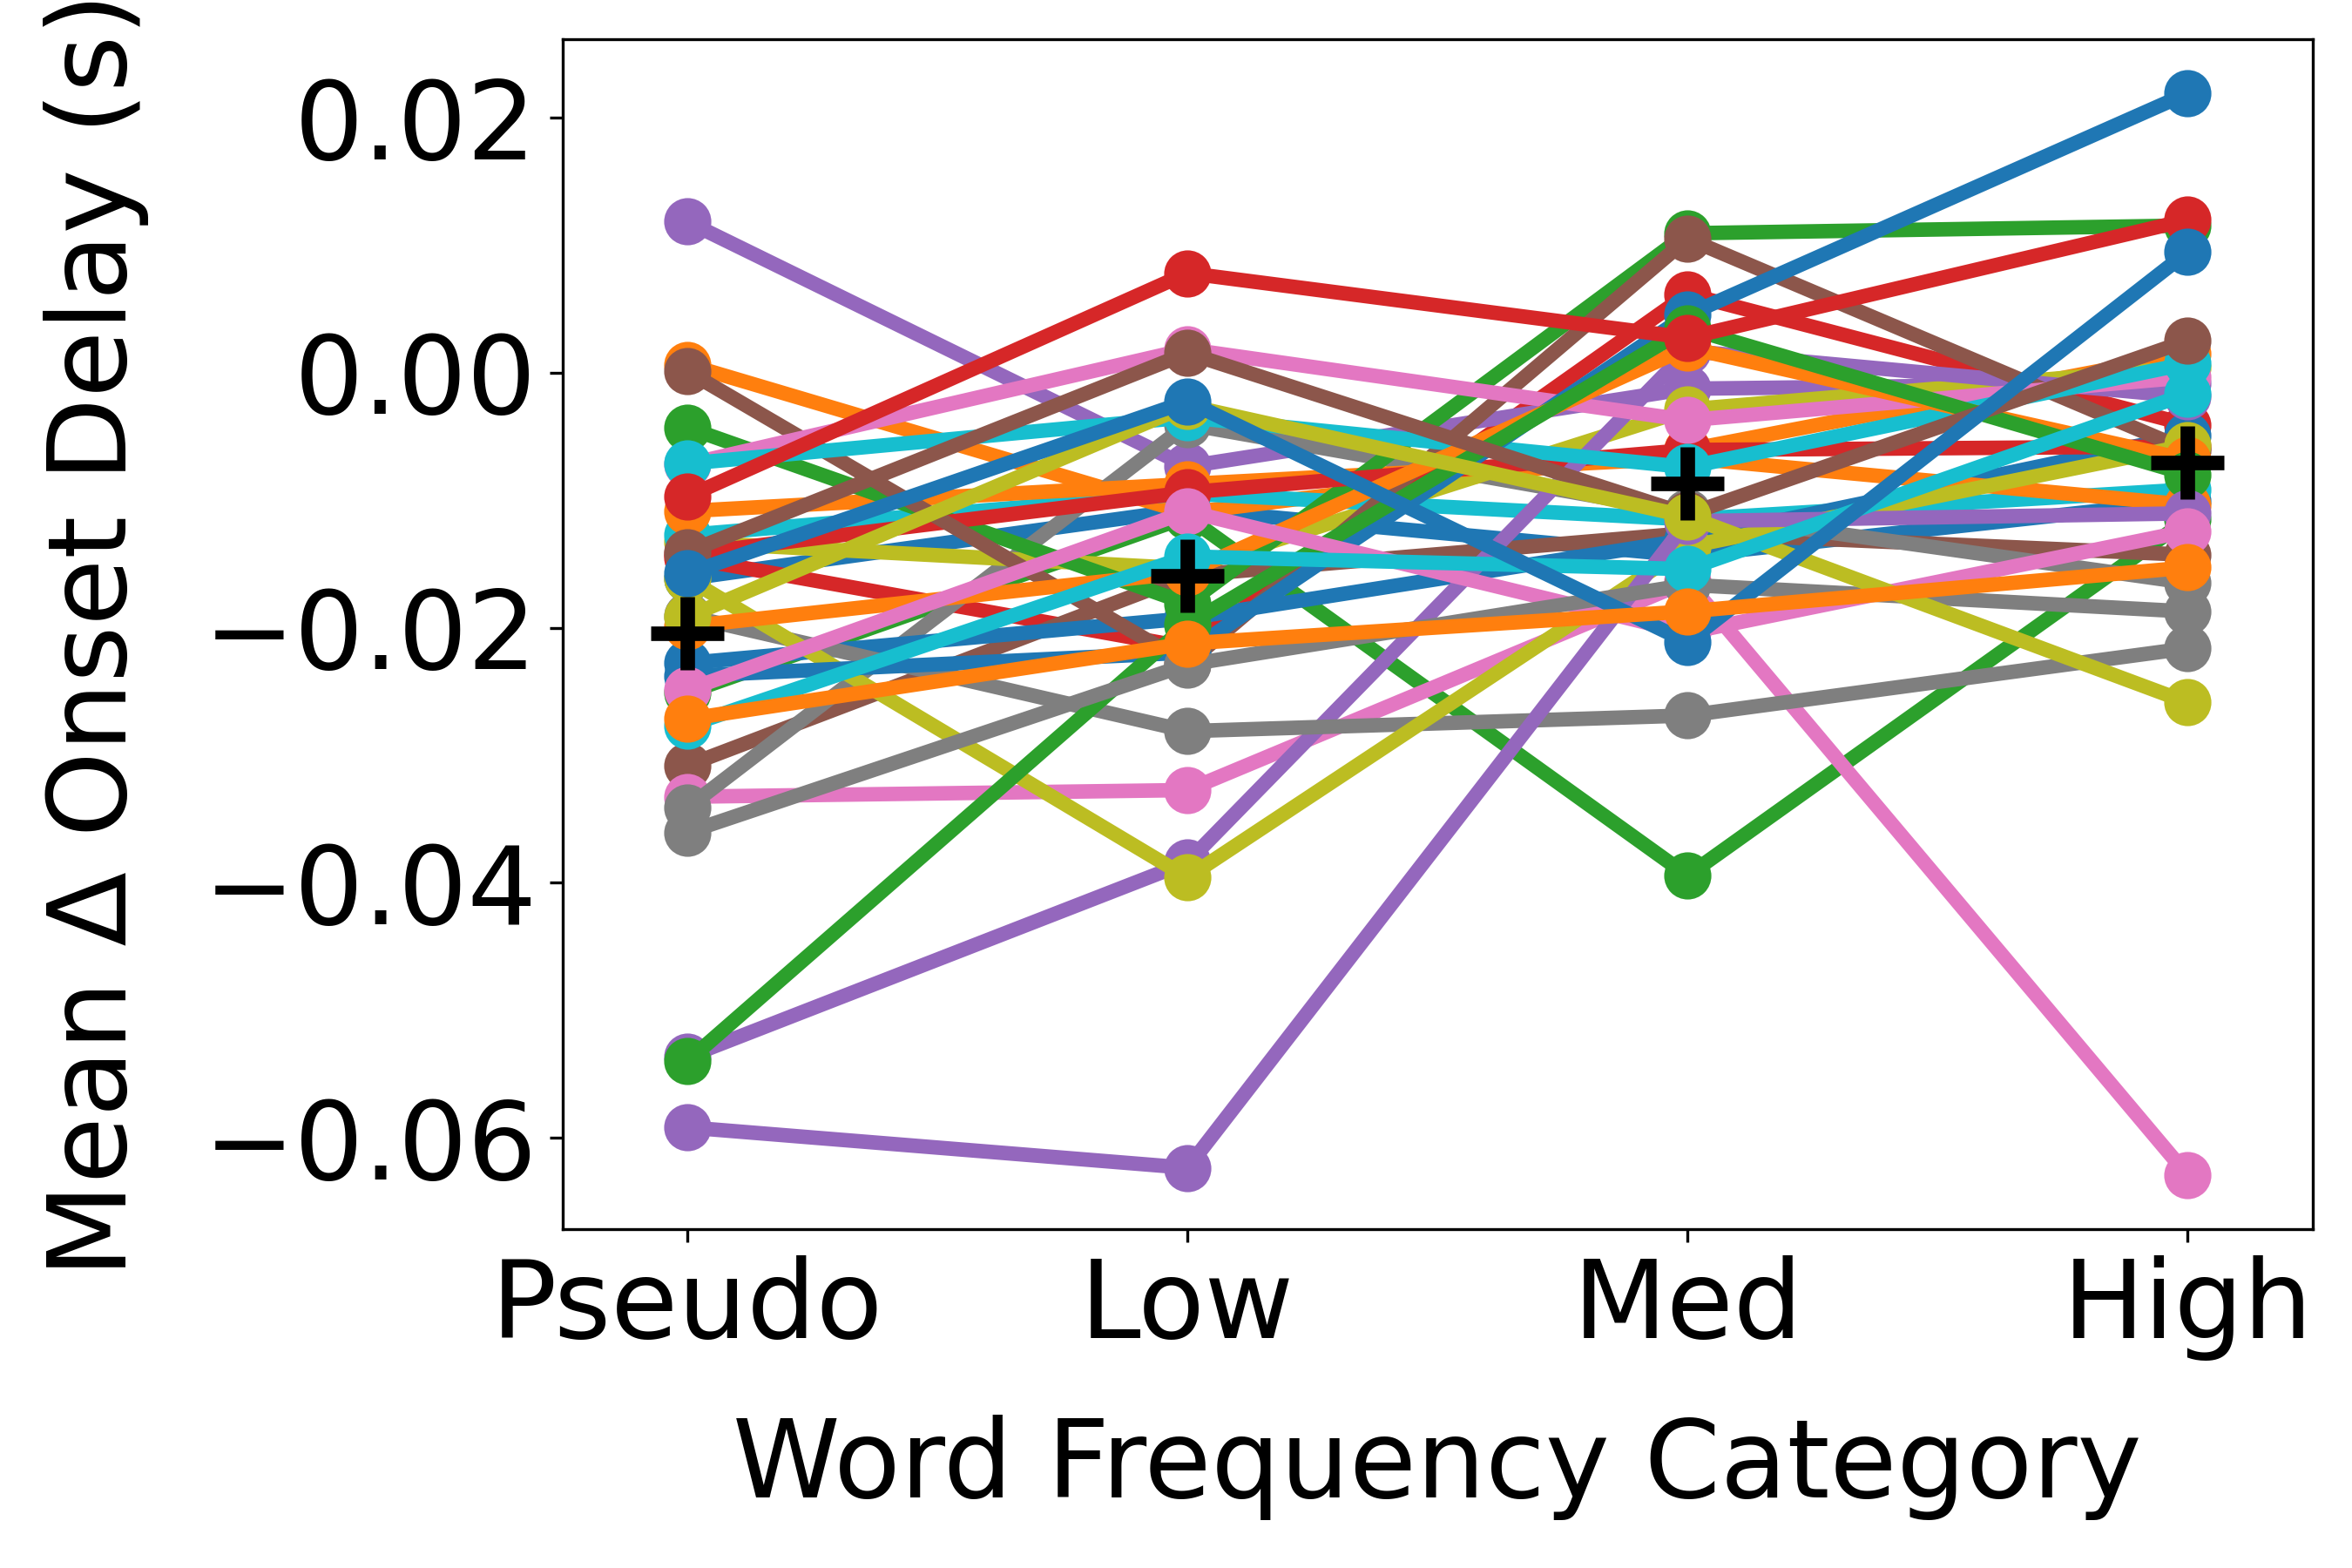 Mean Δ Onset Delay (s)
0.02
0.00
−0.02
−0.04
−0.06
Pseudo Low Med High
Word Frequency Category